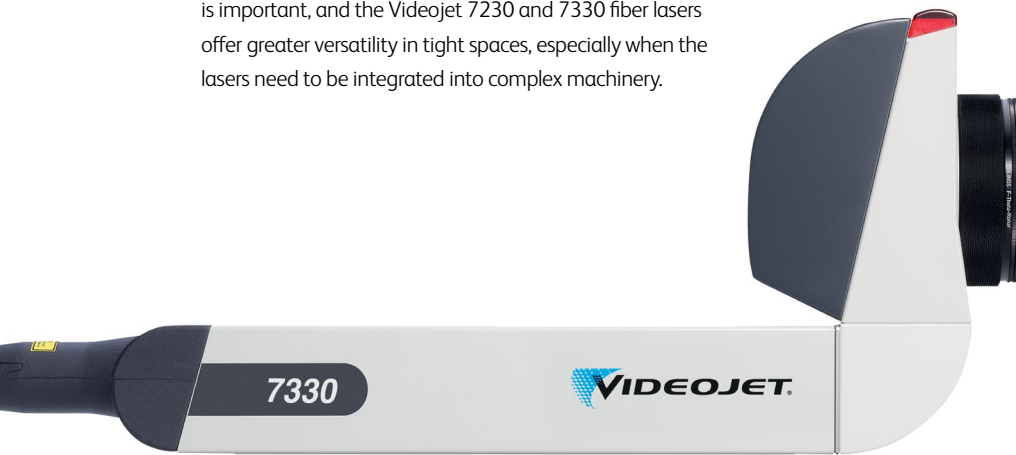 is important, and the Videojet 7230 and 7330 fiber lasers
offer greater versatility in tight spaces, especially when the
lasers need to be integrated into complex machinery.
7330
VIDEOJET.